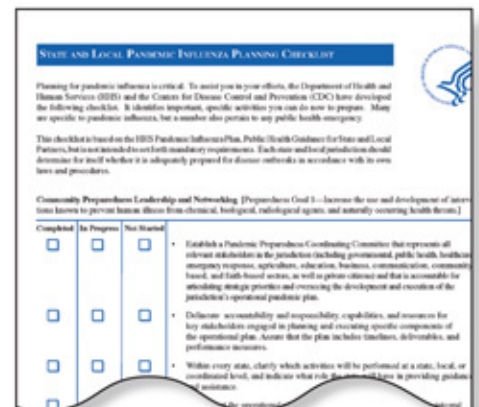 STATE AND LOCAL PANDEMIC INFLUENZA PLANNING CHECKLIST
Planning for pandemic influenza is critical. To assist you in your efforts, the Department of Health and
Human Services (HHS) and the Centers for Disease Control and Prevention (CDC) have developed
the following checklist. It identifies important, specific activities you can do now to prepare. Many
are specific to pandemic influenza, but a number also pertain to any public health emergency.
This checklist is based on the HHS Pandemic Influenza Plan, Public Health Guidance for State and Local
Partners, but is not intended to set forth mandatory requirements. Each state and local jurisdiction should
determine for itself whether it is adequately prepared for disease outbreaks in accordance with its own
laws and procedures.
Community Preparedness Leadership and Networking [Preparedness Goal 1—Increase the use and development of interv
tions known to prevent human illness from chemical, biological, radiological agents, and naturally occurring health threats.]
Completed In Progress Not Started
• Establish a Pandemic Preparedness Coordinating Committee that represents all
relevant stakeholders in the jurisdiction (including governmental, public health, healthcare
emergency response, agriculture, education, business, communication, community
based, and faith-based sectors, as well as private citizens) and that is accountable for
articulating strategic priorities and overseeing the development and execution of the
jurisdiction's operational pandemic plan.
• Delineate accountability and responsibility, capabilities, and resources for
key stakeholders engaged in planning and executing specific components of
the operational plan. Assure that the plan includes timelines, deliverables, and
performance measures.
• Within every state, clarify which activities will be performed at a state, local, or
coordinated level, and indicate what role the state will have in providing guidance
and assistance.
the operational